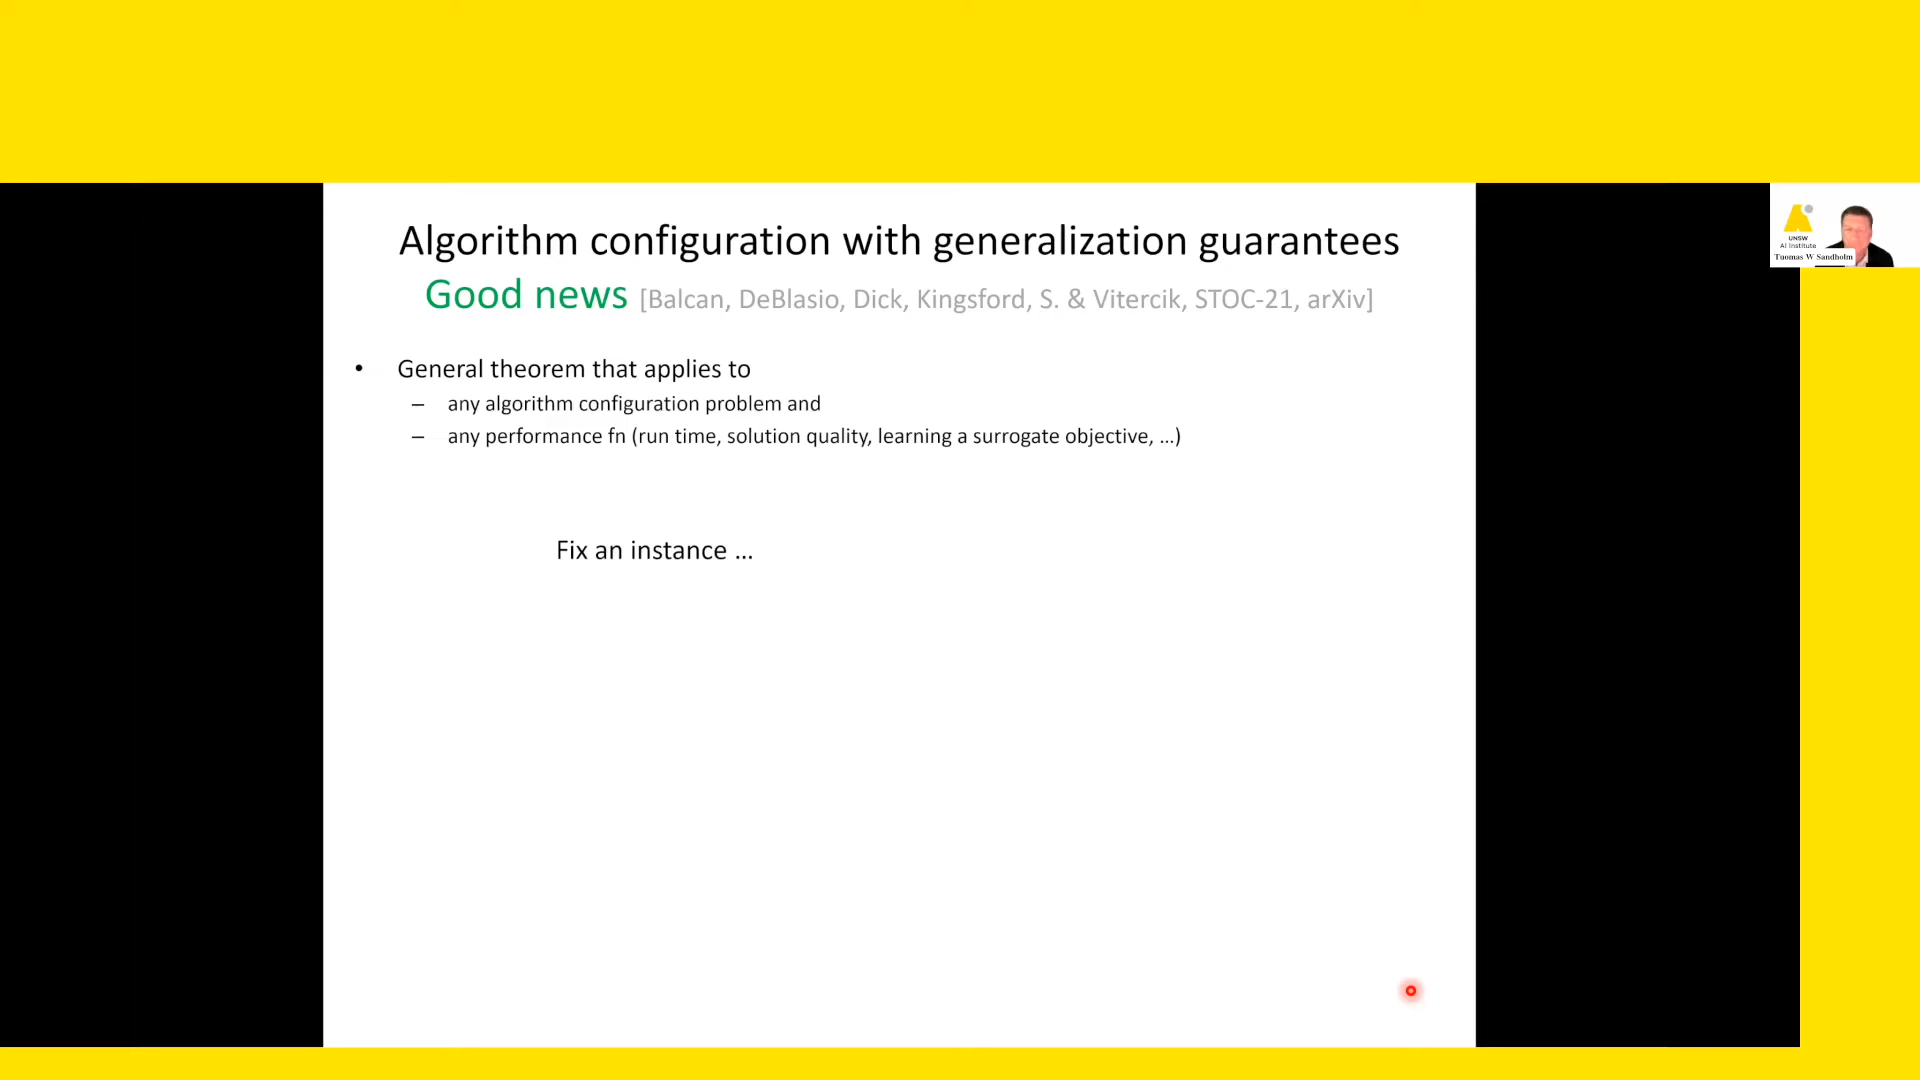 Algorithm configuration with generalization guarantees
Good news [Balcan, DeBlasio, Dick, Kingsford, S. & Vitercik, STOC-21, arXiv]
• General theorem that applies to
– any algorithm configuration problem and
– any performance fn (run time, solution quality, learning a surrogate objective, ...)
Fix an instance ...
UNSW
AI Institute
Tuomas W Sandholm